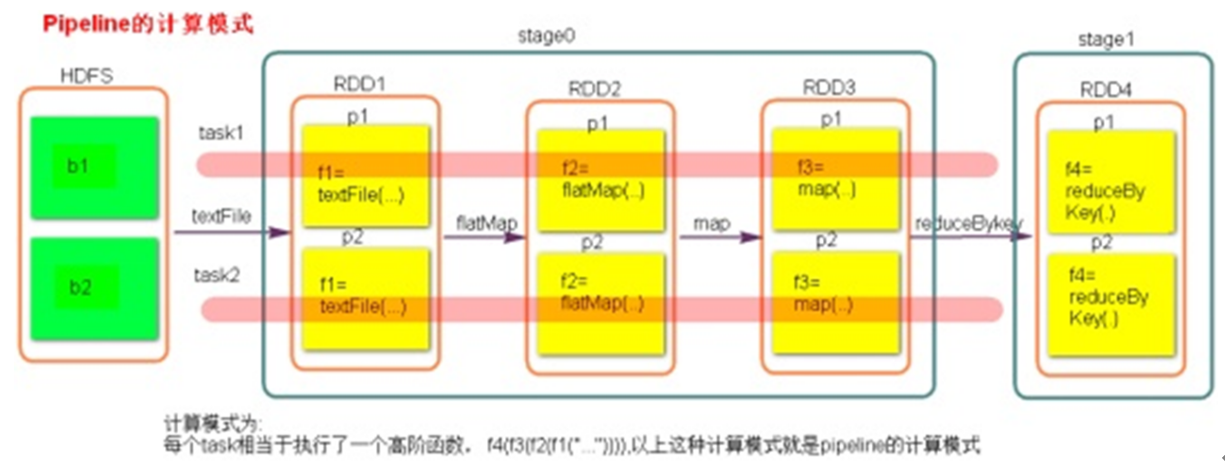 Pipeline的计算模式
stage0
stage1
HDFS
RDD1
RDD2
RDD3
RDD4
p1
p1
p1
p1
task1
b1
f1=
textFile(...)
f2=
flatMap(..)
f3=
map(..)
f4=
reduceBy
Key(.)
textFile
flatMap
map
reduceBykey
p2
p2
p2
p2
task2
b2
f1=
textFile(...)
f2=
flatMap(..)
f3=
map(..)
f4=
reduceBy
Key(.)
计算模式为:
每个task相当于执行了一个高阶函数， f4(f3(f2(f1("...")))),以上这种计算模式就是pipeline的计算模式